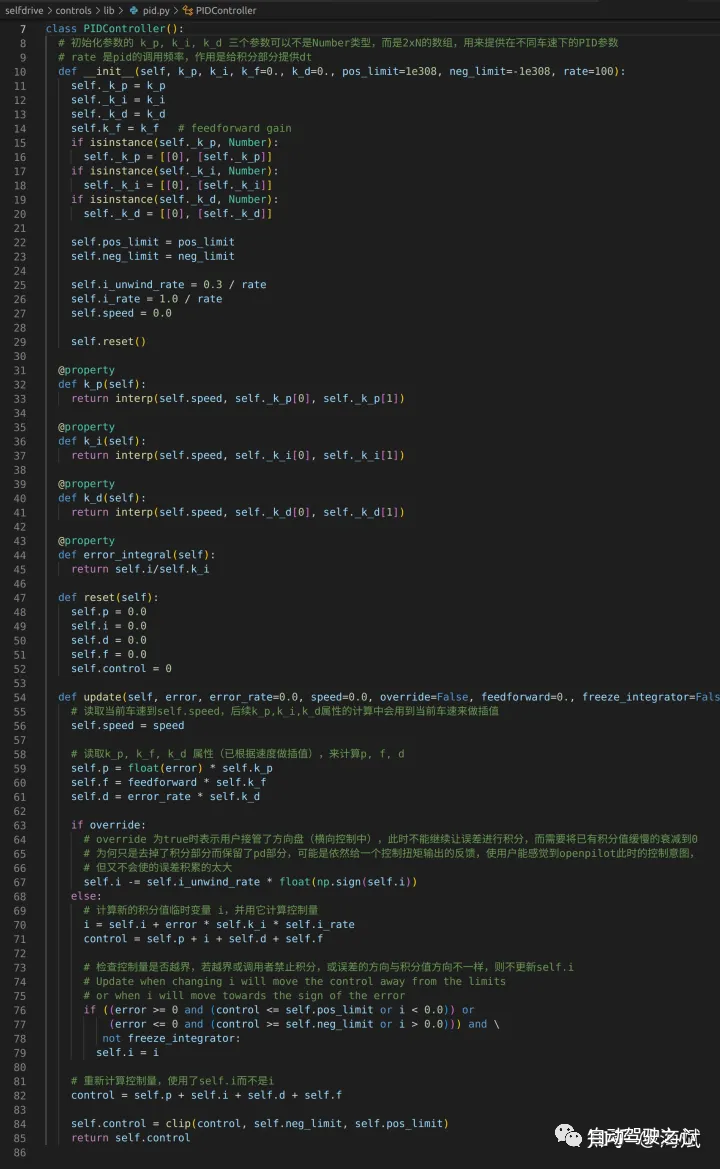 selfdrive > controls > lib > pid.py > PIDController
7 class PIDController():
8 # 初始化参数的 k_p, k_i, k_d 三个参数可以不是Number类型，而是2xN的数组，用来提供在不同车速下的PID参数
9 # rate 是pid的调用频率，作用是给积分部分提供dt
10 def __init__(self, k_p, k_i, k_f=0., k_d=0., pos_limit=1e308, neg_limit=-1e308, rate=100):
11 self._k_p = k_p
12 self._k_i = k_i
13 self._k_d = k_d
14 self.k_f = k_f # feedforward gain
15 if isinstance(self._k_p, Number):
16 self._k_p = [[0], [self._k_p]]
17 if isinstance(self._k_i, Number):
18 self._k_i = [[0], [self._k_i]]
19 if isinstance(self._k_d, Number):
20 self._k_d = [[0], [self._k_d]]
21
22 self.pos_limit = pos_limit
23 self.neg_limit = neg_limit
24
25 self.i_unwind_rate = 0.3 / rate
26 self.i_rate = 1.0 / rate
27 self.speed = 0.0
28
29 self.reset()
30
31 @property
32 def k_p(self):
33 return interp(self.speed, self._k_p[0], self._k_p[1])
34
35 @property
36 def k_i(self):
37 return interp(self.speed, self._k_i[0], self._k_i[1])
38
39 @property
40 def k_d(self):
41 return interp(self.speed, self._k_d[0], self._k_d[1])
42
43 @property
44 def error_integral(self):
45 return self.i/self.k_i
46
47 def reset(self):
48 self.p = 0.0
49 self.i = 0.0
50 self.d = 0.0
51 self.f = 0.0
52 self.control = 0
53
54 def update(self, error, error_rate=0.0, speed=0.0, override=False, feedforward=0., freeze_integrator=Fals
55 # 读取当前车速到self.speed，后续k_p,k_i,k_d属性的计算中会用到当前车速来做插值
56 self.speed = speed
57
58 # 读取k_p, k_f, k_d 属性（已根据速度做插值），来计算p, f, d
59 self.p = float(error) * self.k_p
60 self.f = feedforward * self.k_f
61 self.d = error_rate * self.k_d
62
63 if override:
64 # override 为true时表示用户接管了方向盘（横向控制中），此时不能继续让误差进行积分，而需要将已有积分值缓慢的衰减到0
65 # 为何只是去掉了积分部分而保留了pd部分，可能是依然给一个控制扭矩输出的反馈，使用户能感觉到openpilot此时的控制意图，
66 # 但又不会使的误差积累的太大
67 self.i -= self.i_unwind_rate * float(np.sign(self.i))
68 else:
69 # 计算新的积分值临时变量 i，并用它计算控制量
70 i = self.i + error * self.k_i * self.i_rate
71 control = self.p + i + self.d + self.f
72
73 # 检查控制量是否越界，若越界或调用者禁止积分，或误差的方向与积分值方向不一样，则不更新self.i
74 # Update when changing i will move the control away from the limits
75 # or when i will move towards the sign of the error
76 if ((error >= 0 and (control <= self.pos_limit or i < 0.0)) or
77 (error <= 0 and (control >= self.neg_limit or i > 0.0))) and \
78 not freeze_integrator:
79 self.i = i
80
81 # 重新计算控制量，使用了self.i而不是i
82 control = self.p + self.i + self.d + self.f
83
84 self.control = clip(control, self.neg_limit, self.pos_limit)
85 return self.control
86
自动驾驶之心